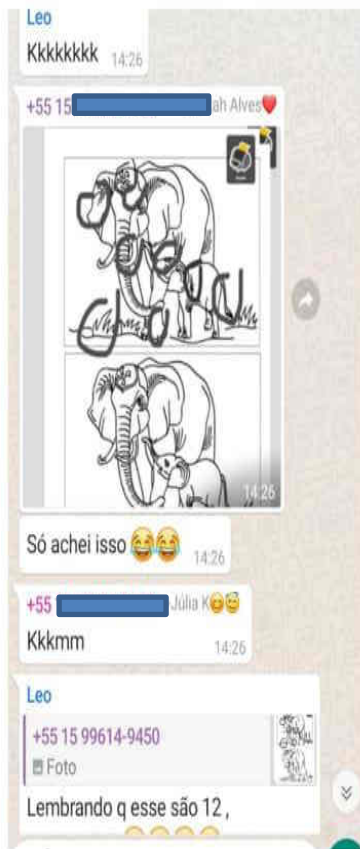 Leo
Kkkkkkkk 14:26
+55 15 ah Alves❤️
14:26
Só achei isso 😂😂 14:26
+55 Júlia K😊😇
Kkkmm 14:26
Leo
+55 15 99614-9450
Foto
Lembrando q esse são 12 ,